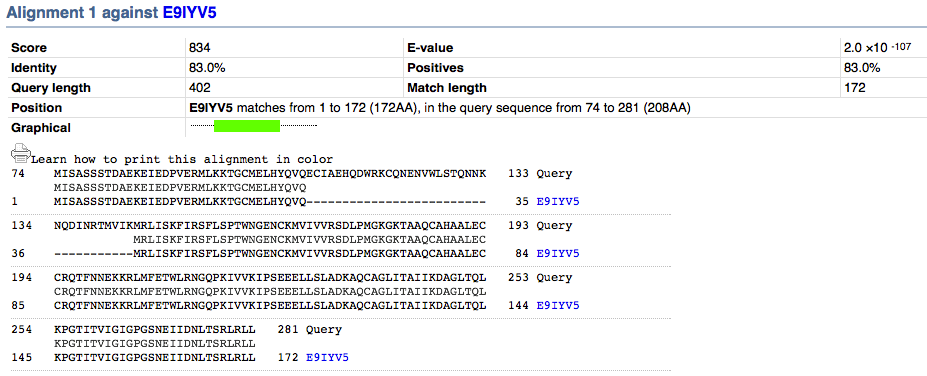 Alignment 1 against E9IYV5
Score 834 E-value 2.0 ×10 -107
Identity 83.0% Positives 83.0%
Query length 402 Match length 172
Position E9IYV5 matches from 1 to 172 (172AA), in the query sequence from 74 to 281 (208AA)
Graphical
Learn how to print this alignment in color
74 MISASSSTDAEKEIEDPVERMLKKTGCMELHYQVQECIAEHQDWRKCQNENVWLSTQNNK 133 Query
MISASSSTDAEKEIEDPVERMLKKTGCMELHYQVQ
1 MISASSSTDAEKEIEDPVERMLKKTGCMELHYQVQ------------------------- 35 E9IYV5
134 NQDINRTMVIKMRLISKFIRSFLSPTWNGENCKMVIVVRSDLPMGKGKTAAQCAHAALEC 193 Query
MRLISKFIRSFLSPTWNGENCKMVIVVRSDLPMGKGKTAAQCAHAALEC
36 -----------MRLISKFIRSFLSPTWNGENCKMVIVVRSDLPMGKGKTAAQCAHAALEC 84 E9IYV5
194 CRQTFNNEKKRLMFETWLRNGQPKIVVKIPSEEELLSLADKAQCAGLITAIIKDAGLTQL 253 Query
CRQTFNNEKKRLMFETWLRNGQPKIVVKIPSEEELLSLADKAQCAGLITAIIKDAGLTQL
85 CRQTFNNEKKRLMFETWLRNGQPKIVVKIPSEEELLSLADKAQCAGLITAIIKDAGLTQL 144 E9IYV5
254 KPGTITVIGIGPGSNEIIDNLTSRLRLL 281 Query
KPGTITVIGIGPGSNEIIDNLTSRLRLL
145 KPGTITVIGIGPGSNEIIDNLTSRLRLL 172 E9IYV5